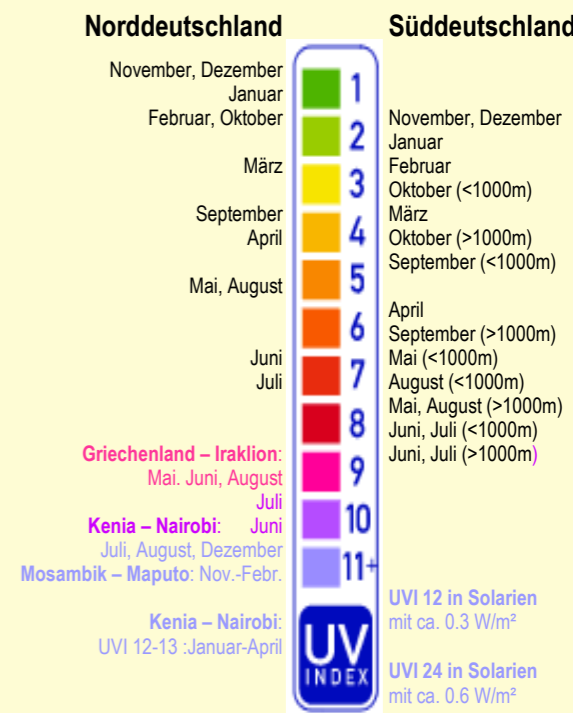 Norddeutschland
November, Dezember
Januar
Februar, Oktober
März
September
April
Mai, August
Juni
Juli
Griechenland – Iraklion:
Mai. Juni, August
Juli
Kenia – Nairobi: Juni
Juli, August, Dezember
Mosambik – Maputo: Nov.-Febr.
Kenia – Nairobi:
UVI 12-13 :Januar-April
1
2
3
4
5
6
7
8
9
10
11+
UV
INDEX
Süddeutschland
November, Dezember
Januar
Februar
Oktober (<1000m)
März
Oktober (>1000m)
September (<1000m)
April
September (>1000m)
Mai (<1000m)
August (<1000m)
Mai, August (>1000m)
Juni, Juli (<1000m)
Juni, Juli (>1000m)
UVI 12 in Solarien
mit ca. 0.3 W/m²
UVI 24 in Solarien
mit ca. 0.6 W/m²